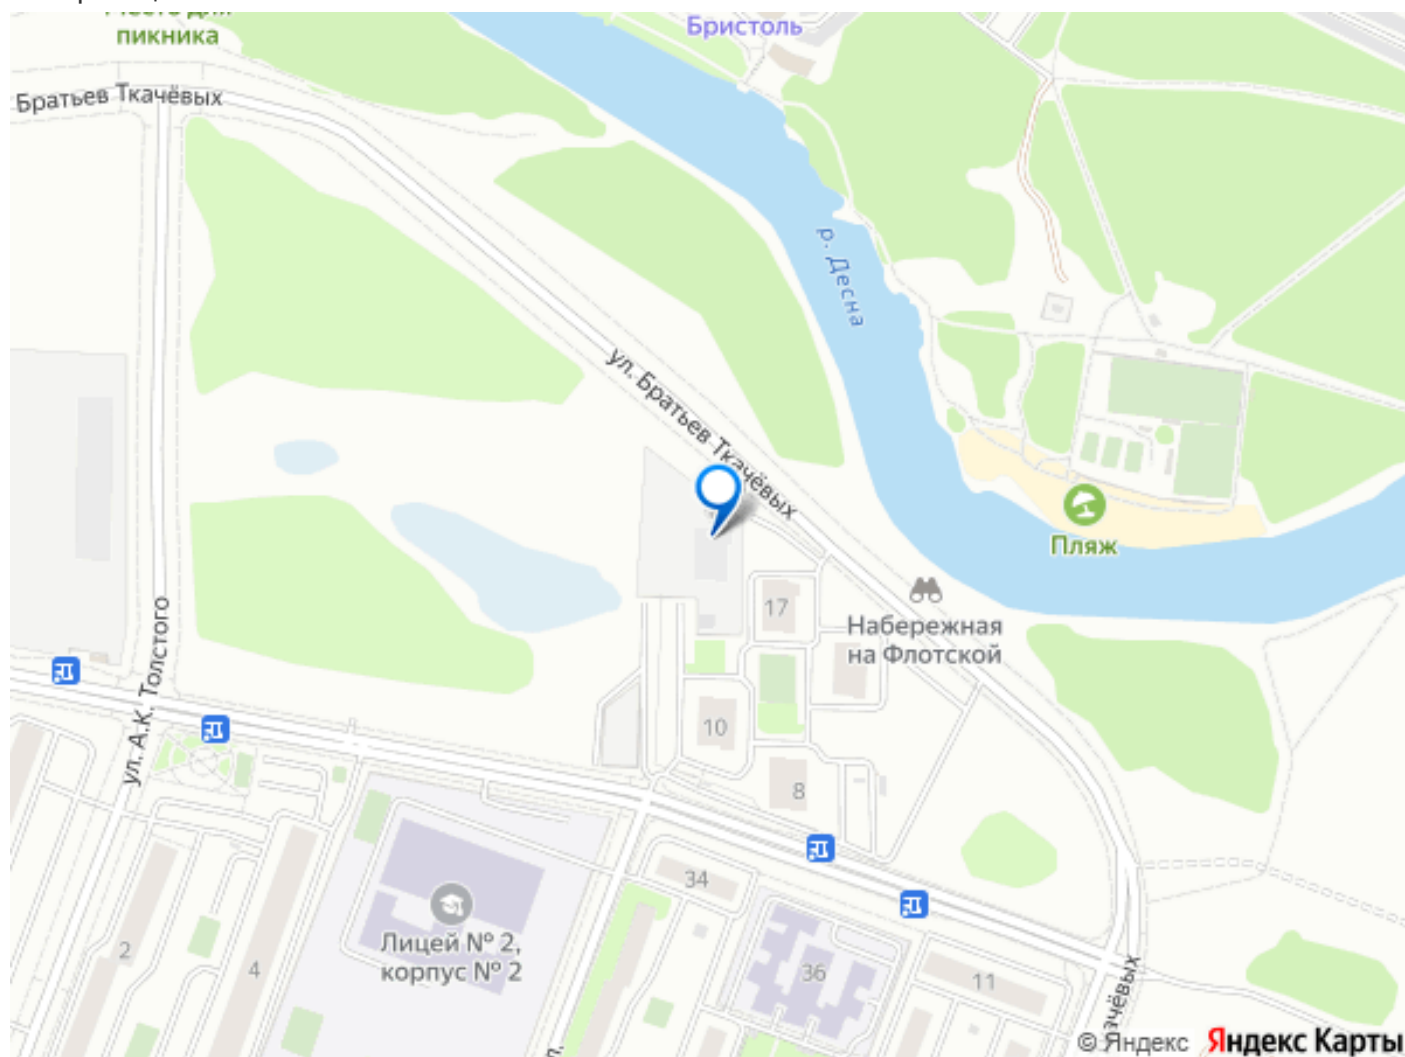 пикника
Бристоль
Братьев Ткачёвых
р. Десна
ул. Братьев Ткачёвых
Пляж
17
Набережная
на Флотской
ул. А.К. Толстого
10
8
34
Лицей № 2,
корпус № 2
2
4
36
11
© Яндекс Яндекс Карты